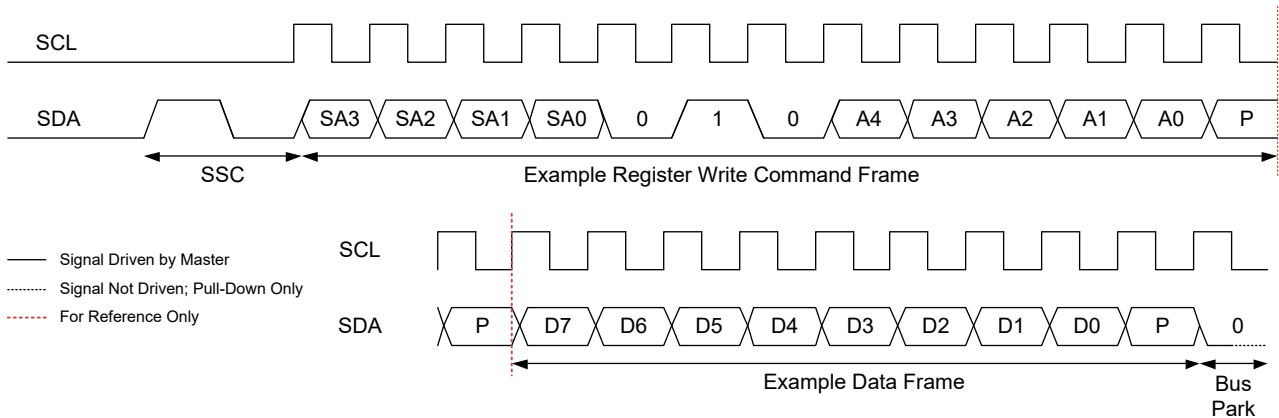 SCL
SDA SA3 SA2 SA1 SA0 0 1 0 A4 A3 A2 A1 A0 P
SSC Example Register Write Command Frame
SCL
Signal Driven by Master
Signal Not Driven; Pull-Down Only
For Reference Only
SDA P D7 D6 D5 D4 D3 D2 D1 D0 P 0
Example Data Frame Bus
Park